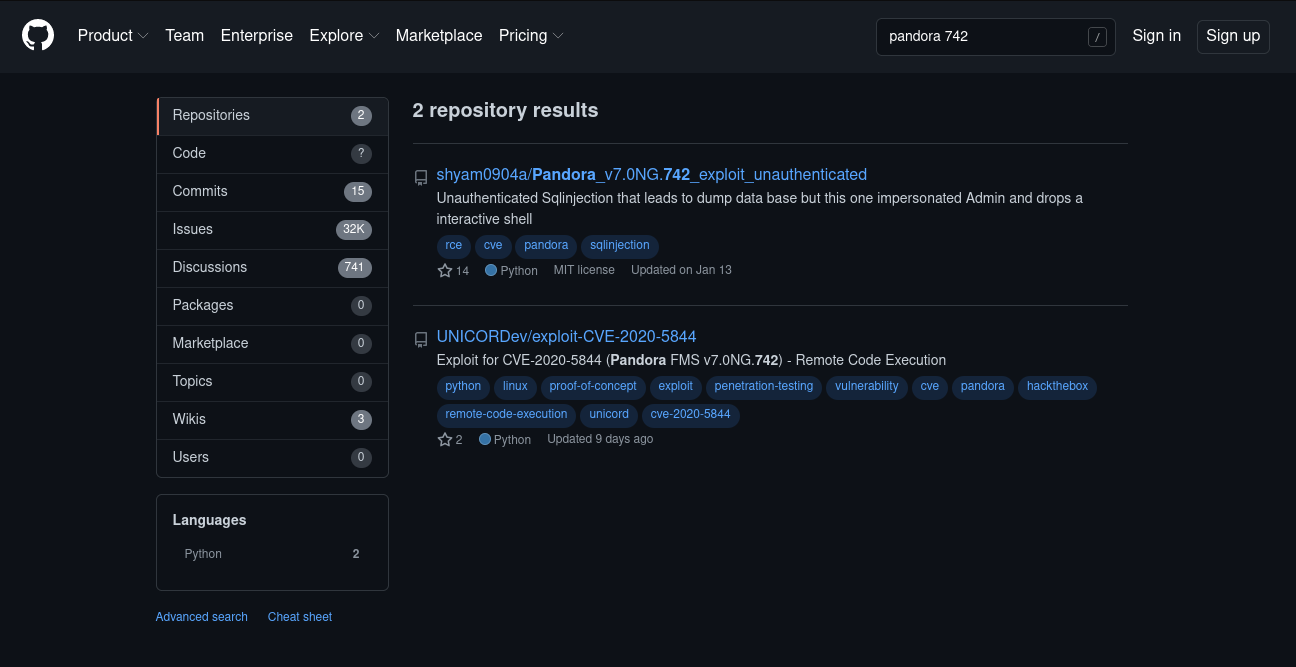 Product Team Enterprise Explore Marketplace Pricing pandora 742 / Sign in Sign up
Repositories 2
Code ?
Commits 15
Issues 32K
Discussions 741
Packages 0
Marketplace 0
Topics 0
Wikis 3
Users 0
Languages
Python 2
Advanced search Cheat sheet
2 repository results
shyam0904a/Pandora_v7.0NG.742_exploit_unauthenticated
Unauthenticated Sqlinjection that leads to dump data base but this one impersonated Admin and drops a
interactive shell
rce cve pandora sqlinjection
14 Python MIT license Updated on Jan 13
UNICORDev/exploit-CVE-2020-5844
Exploit for CVE-2020-5844 (Pandora FMS v7.0NG.742) - Remote Code Execution
python linux proof-of-concept exploit penetration-testing vulnerability cve pandora hackthebox
remote-code-execution unicord cve-2020-5844
2 Python Updated 9 days ago